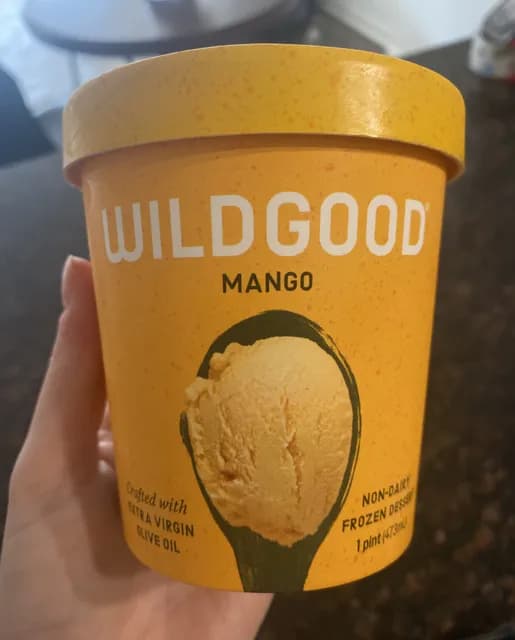 WILDGOOD®
MANGO
Crafted with
EXTRA VIRGIN
OLIVE OIL
NON-DAIRY
FROZEN DESSERT
1 pint (473mL)